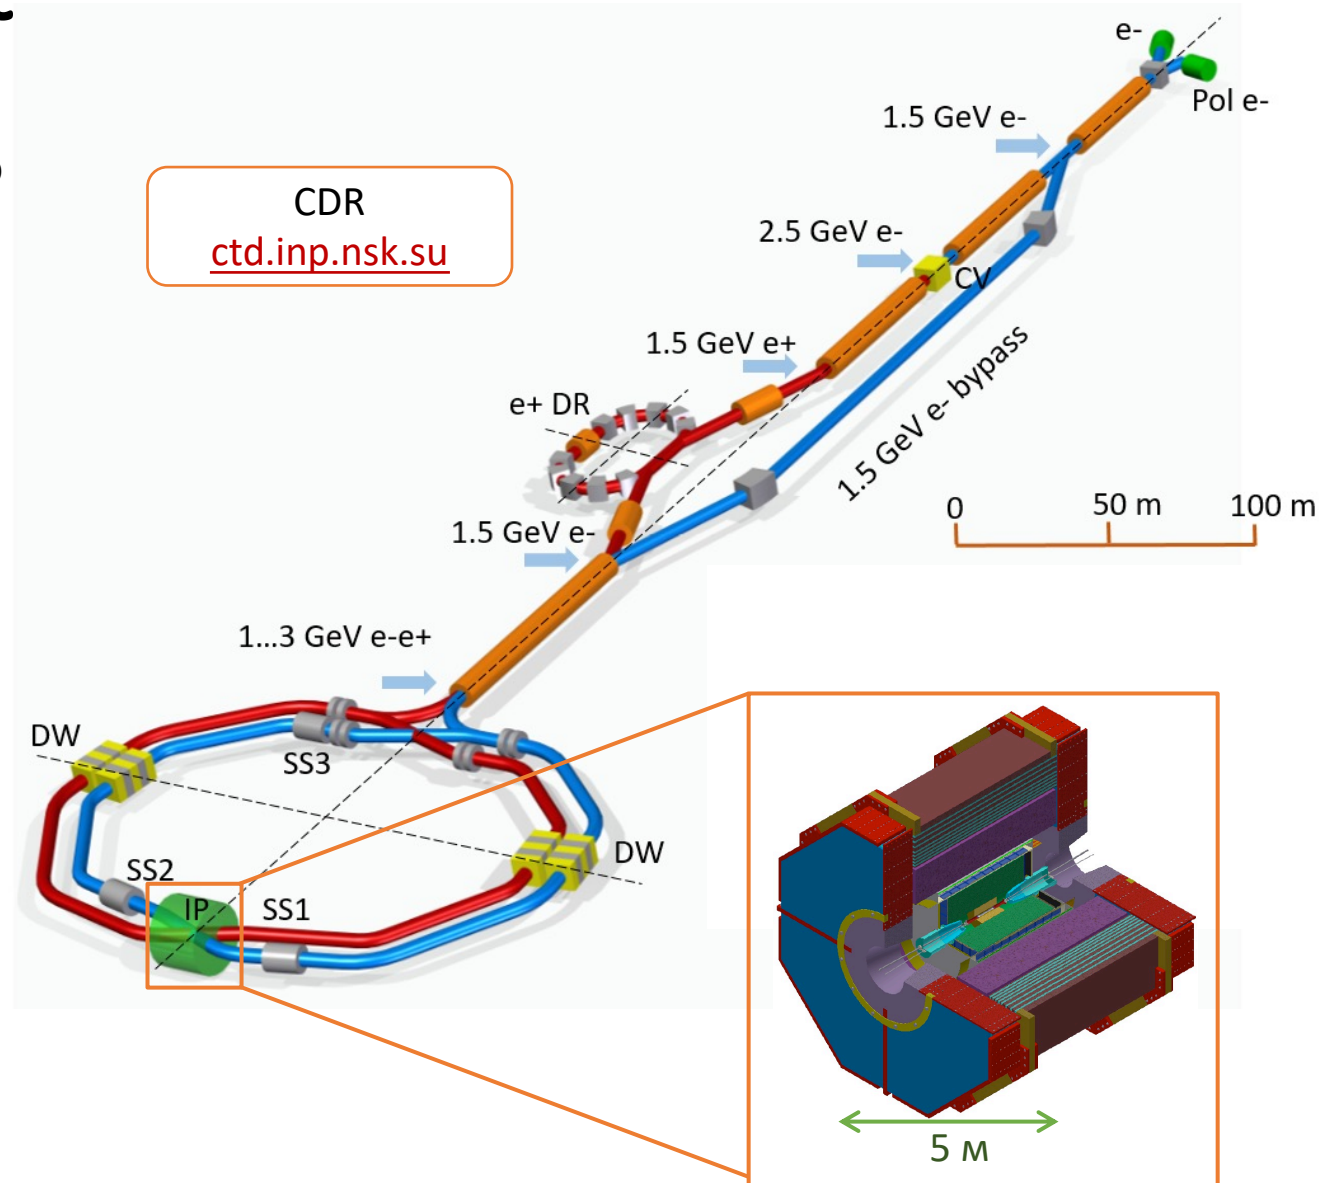 e-
Pol e-
1.5 GeV e-
CDR
ctd.inp.nsk.su
2.5 GeV e-
CV
1.5 GeV e+
1.5 GeV e- bypass
e+ DR
0
50 m
100 m
1.5 GeV e-
1...3 GeV e-e+
DW
SS3
DW
SS2
IP
SS1
5 м